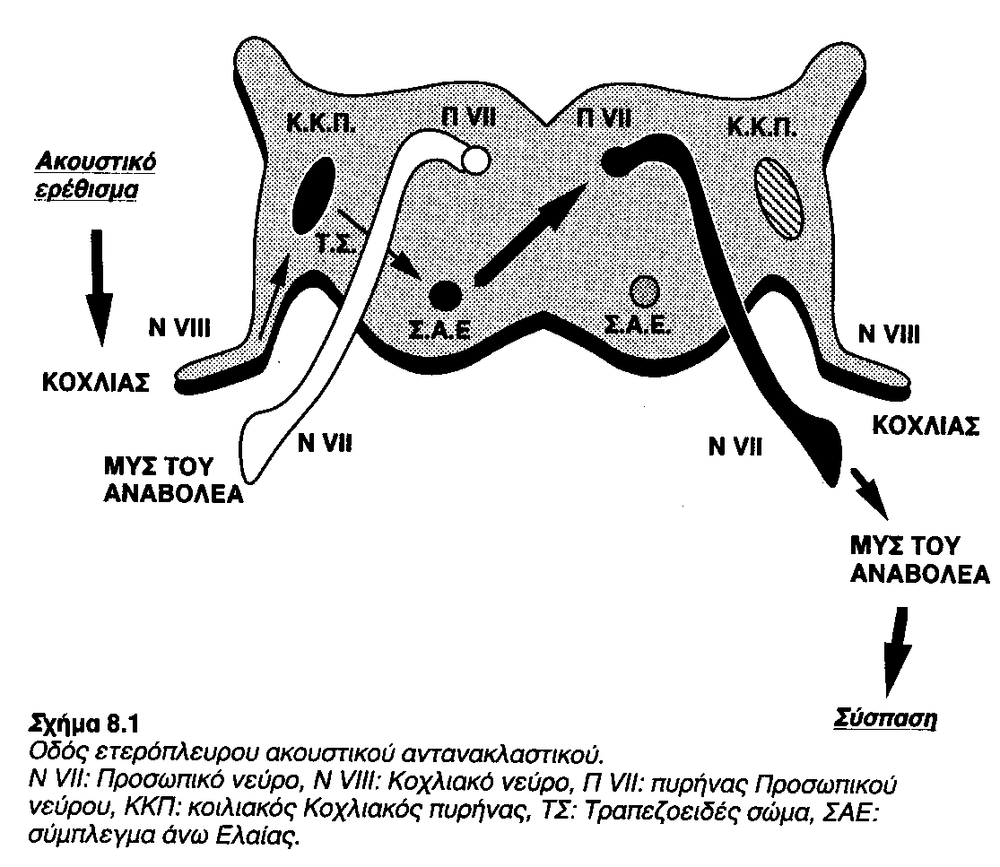 Κ.Κ.Π.
Π VII
Π VII
Κ.Κ.Π.
Ακουστικό
ερέθισμα
Τ.Σ.
Σ.Α.Ε
Σ.Α.Ε.
Ν VIII
Ν VIII
ΚΟΧΛΙΑΣ
ΚΟΧΛΙΑΣ
Ν VII
Ν VII
ΜΥΣ ΤΟΥ
ΑΝΑΒΟΛΕΑ
ΜΥΣ ΤΟΥ
ΑΝΑΒΟΛΕΑ
Σύσπαση
Σχήμα 8.1
Οδός ετερόπλευρου ακουστικού αντανακλαστικού.
Ν VII: Προσωπικό νεύρο, Ν VIII: Κοχλιακό νεύρο, Π VII: πυρήνας Προσωπικού
νεύρου, ΚΚΠ: κοιλιακός Κοχλιακός πυρήνας, ΤΣ: Τραπεζοειδές σώμα, ΣΑΕ:
σύμπλεγμα άνω Ελαίας.